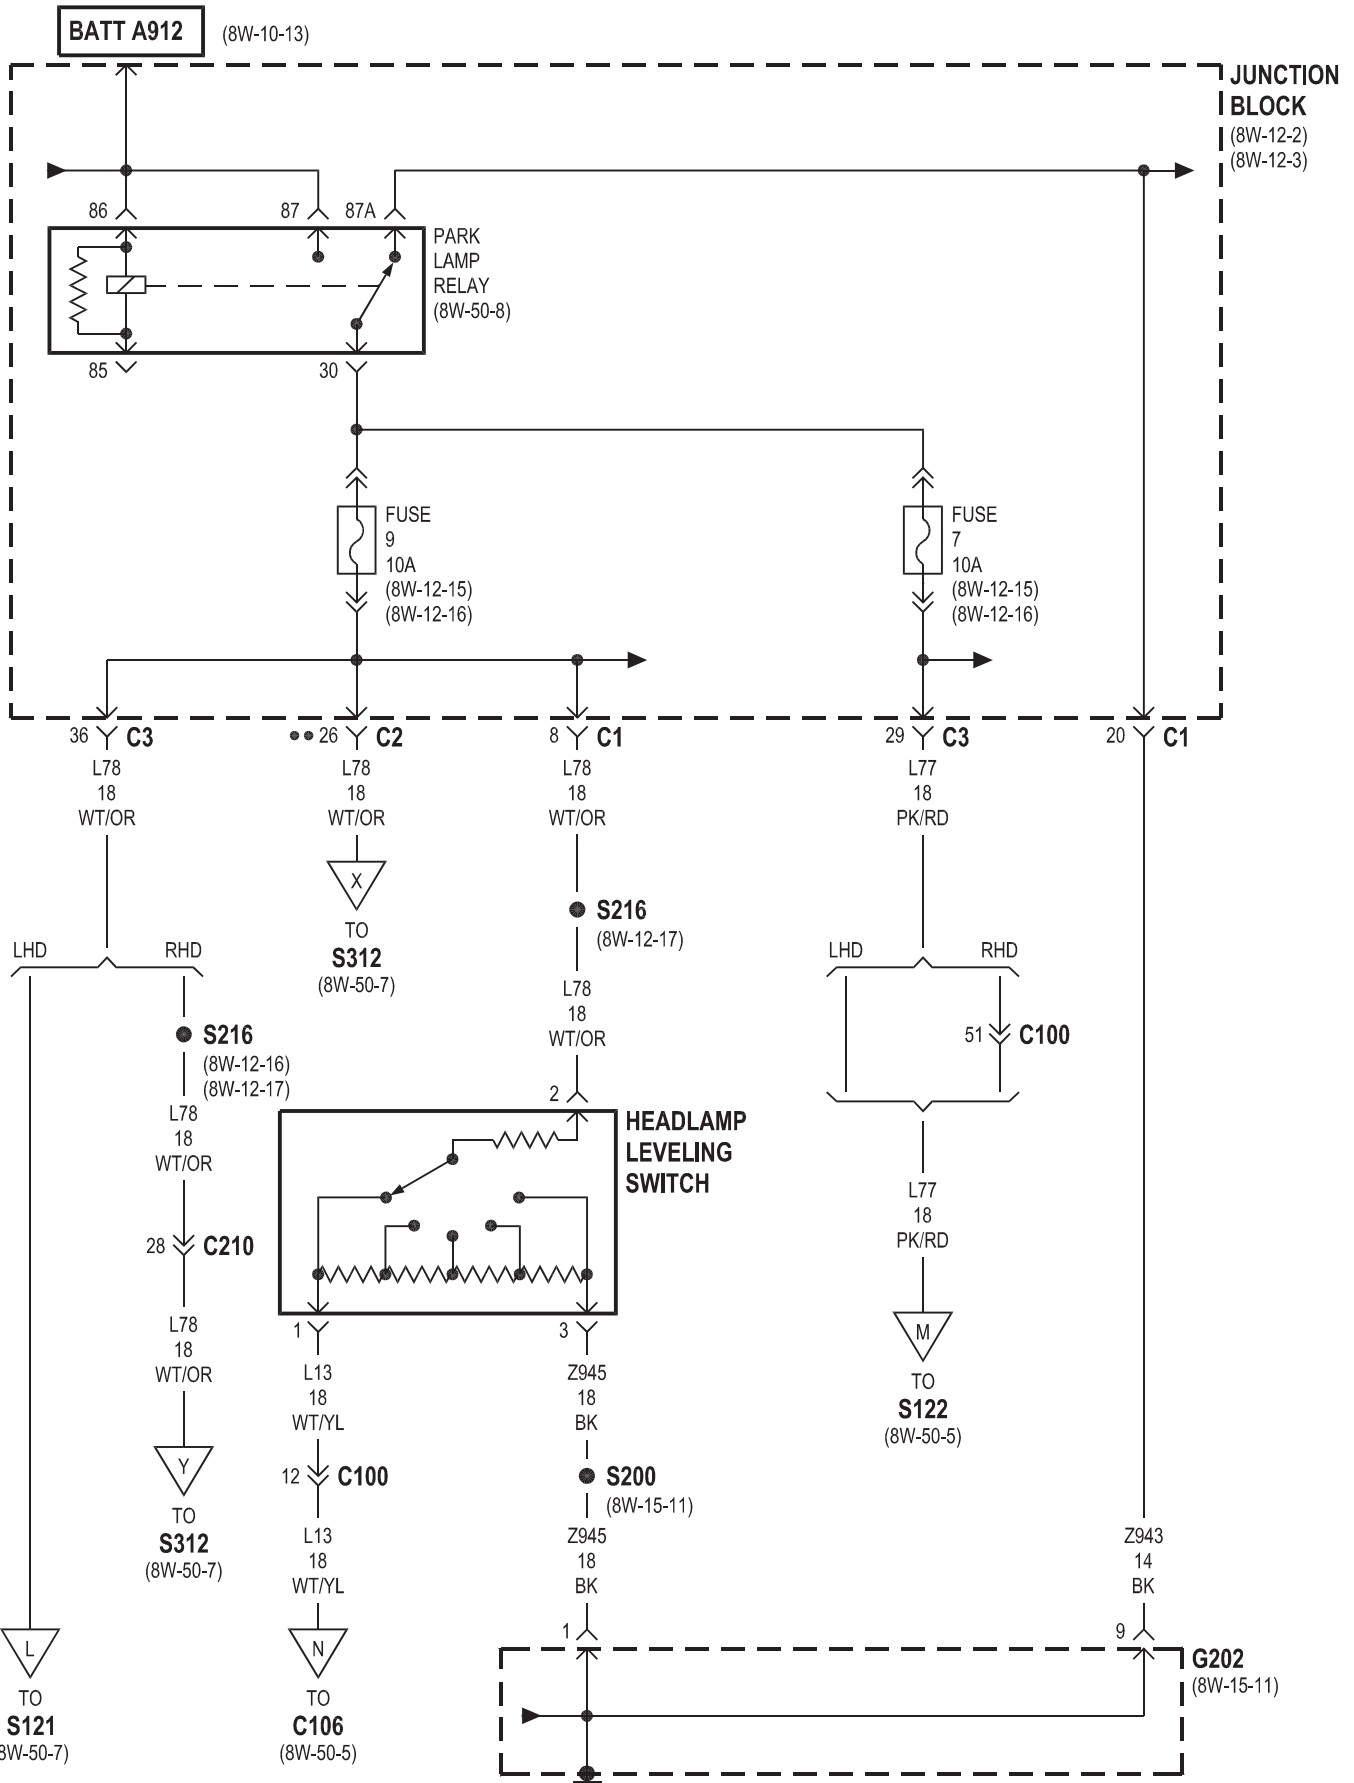 BATT A912 (8W-10-13)
JUNCTION
BLOCK
(8W-12-2)
(8W-12-3)
86 87 87A
PARK
LAMP
RELAY
(8W-50-8)
85 30
FUSE
9
10A
(8W-12-15)
(8W-12-16)
FUSE
7
10A
(8W-12-15)
(8W-12-16)
36 C3 26 C2 8 C1 29 C3 20 C1
L78 L78 L78 L77
18 18 18 18
WT/OR WT/OR WT/OR PK/RD
X
TO
S312
(8W-50-7)
S216
(8W-12-17)
LHD RHD LHD RHD
L78
18
WT/OR
S216
(8W-12-16)
(8W-12-17)
51 C100
L78
18
WT/OR
2
HEADLAMP
LEVELING
SWITCH
L77
18
PK/RD
28 C210
1 3
L78
18
WT/OR
M
TO
S122
(8W-50-5)
L13 Z945
18 18
WT/YL BK
Y
TO
S312
(8W-50-7)
12 C100
S200
(8W-15-11)
L13 Z945 Z943
18 18 14
WT/YL BK BK
1 9
L
TO
S121
8W-50-7)
N
TO
C106
(8W-50-5)
G202
(8W-15-11)